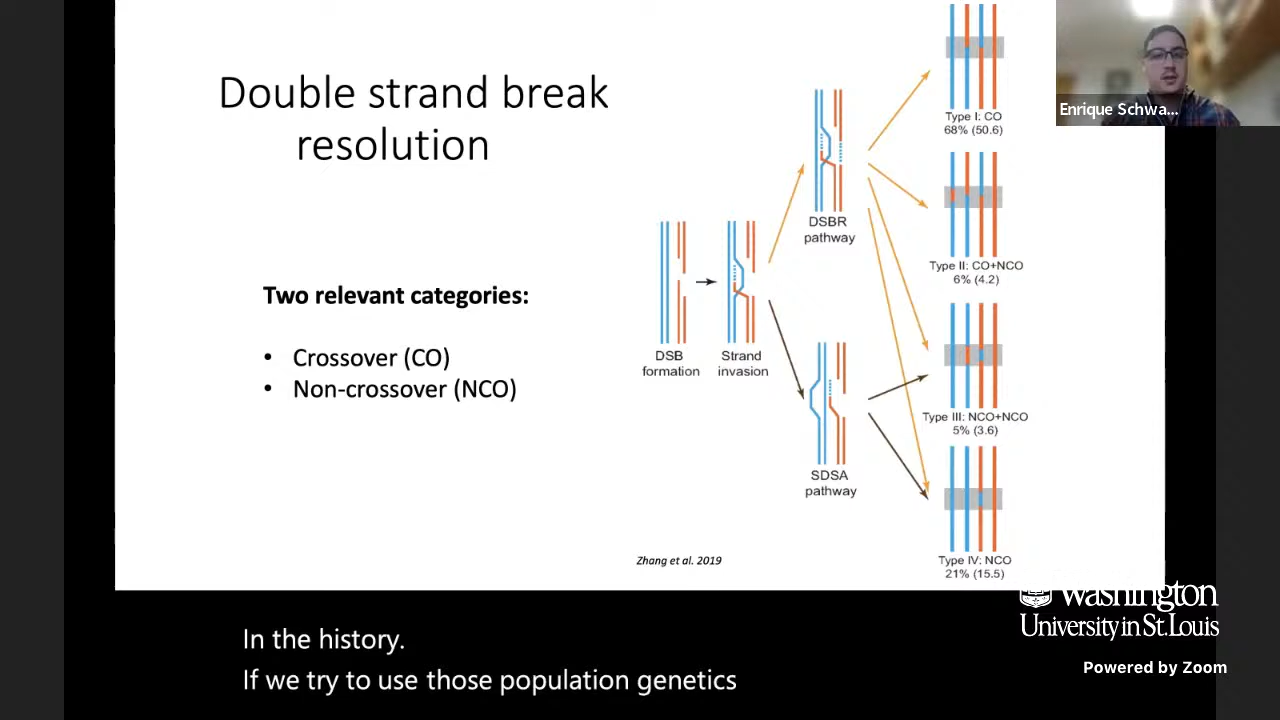 Double strand break
resolution
Two relevant categories:
• Crossover (CO)
• Non-crossover (NCO)
DSB
formation
Strand
invasion
DSBR
pathway
SDSA
pathway
Type I: CO
68% (50.6)
Type II: CO+NCO
6% (4.2)
Type III: NCO+NCO
5% (3.6)
Type IV: NCO
21% (15.5)
Zhang et al. 2019
Enrique Schwa...
Washington
University in St. Louis
Powered by Zoom
In the history.
If we try to use those population genetics